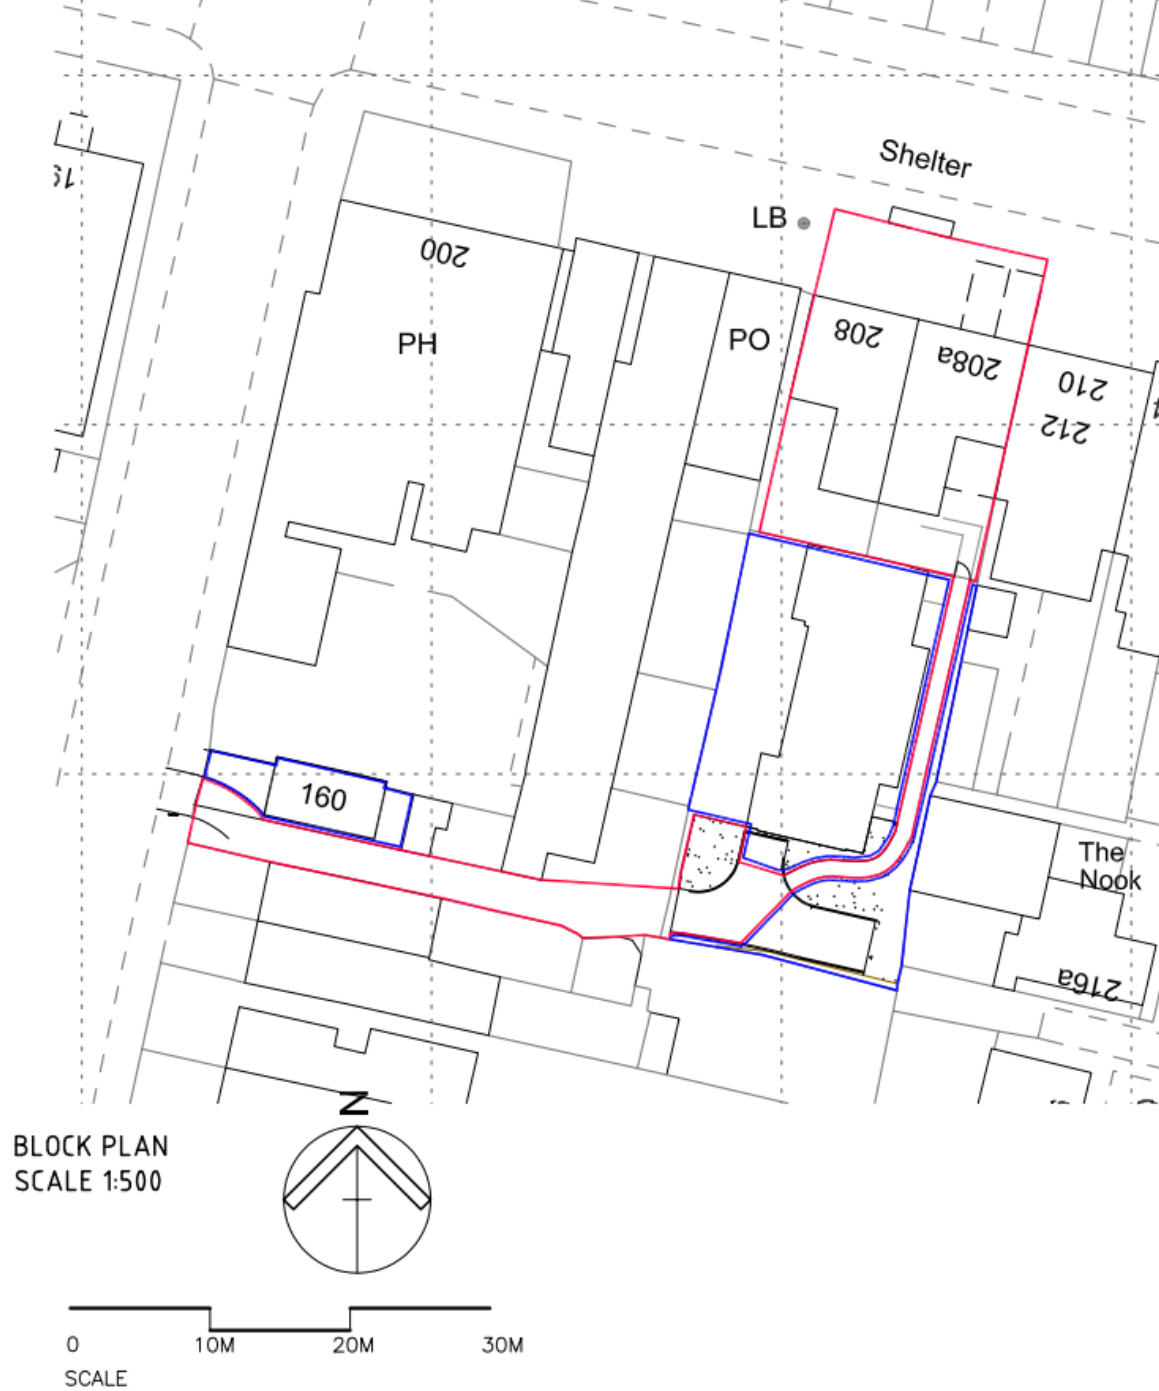 Shelter
LB
200
PH
PO
208
208a
210
212
160
The
Nook
216a
N
BLOCK PLAN
SCALE 1:500
0 10M 20M 30M
SCALE